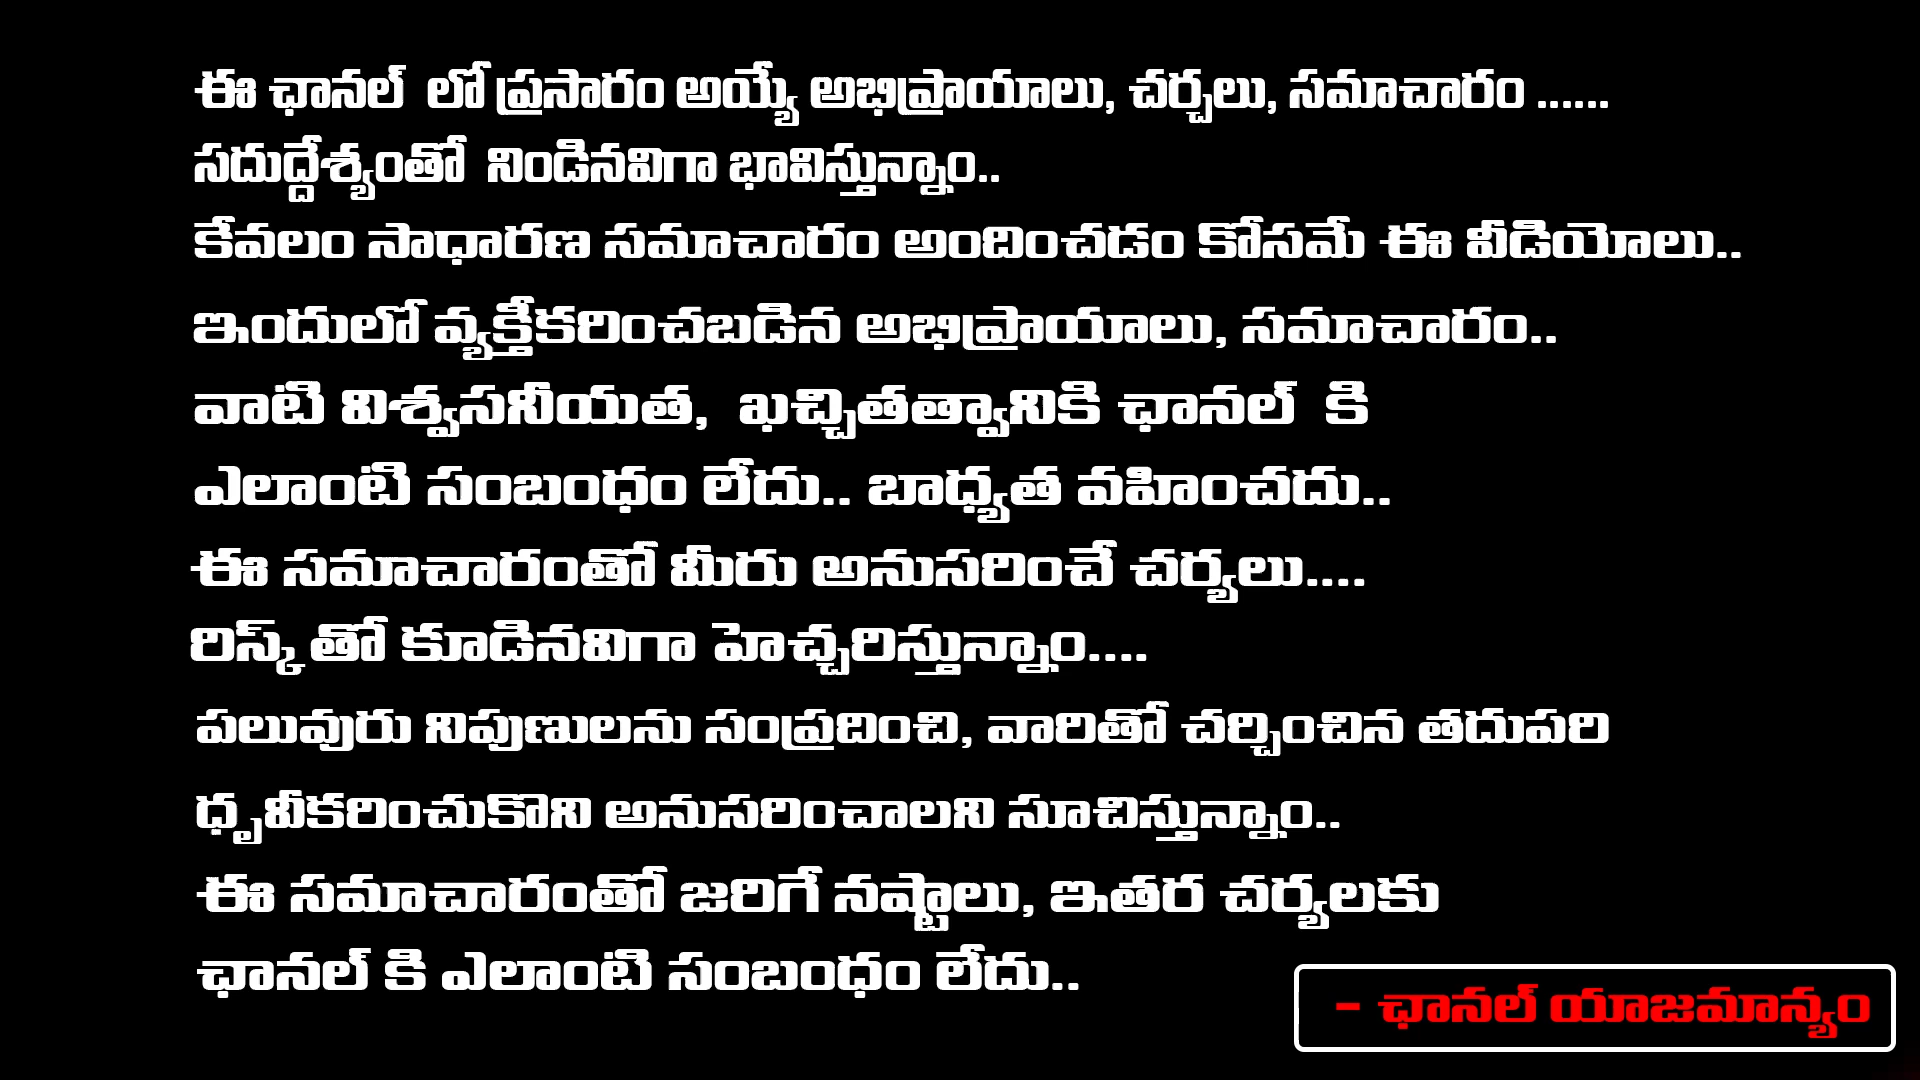 ఈ ఛానల్ లో ప్రసారం అయ్యే అభిప్రాయాలు, చర్చలు, సమాచారం ......
సదుద్దేశ్యంతో నిండినవిగా భావిస్తున్నాం..
కేవలం సాధారణ సమాచారం అందించడం కోసమే ఈ వీడియోలు..
ఇందులో వ్యక్తీకరించబడిన అభిప్రాయాలు, సమాచారం..
వాటి విశ్వసనీయత, ఖచ్చితత్వానికి ఛానల్ కి
ఎలాంటి సంబంధం లేదు.. బాధ్యత వహించదు..
ఈ సమాచారంతో మీరు అనుసరించే చర్యలు....
రిస్క్ తో కూడినవిగా హెచ్చరిస్తున్నాం....
పలువురు నిపుణులను సంప్రదించి, వారితో చర్చించిన తదుపరి
ధృవీకరించుకొని అనుసరించాలని సూచిస్తున్నాం..
ఈ సమాచారంతో జరిగే నష్టాలు, ఇతర చర్యలకు
ఛానల్ కి ఎలాంటి సంబంధం లేదు..
- ఛానల్ యాజమాన్యం